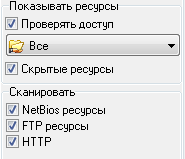 Показывать ресурсы
Проверять доступ
Все
Скрытые ресурсы
Сканировать
NetBios ресурсы
FTP ресурсы
HTTP